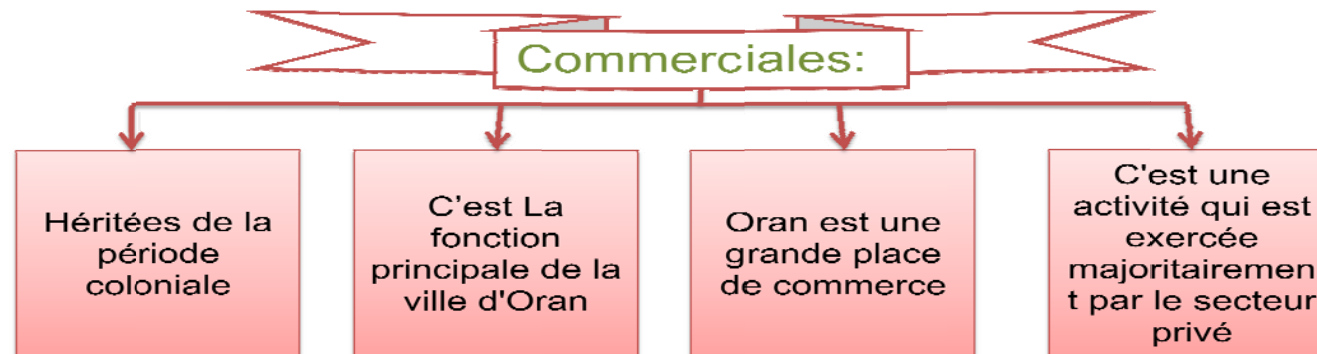 Commerciales:
Héritées de la
période
coloniale
C’est La
fonction
principale de la
ville d'Oran
Oran est une
grande place
de commerce
C'est une
activité qui est
exercée
majoritairemen
t par le secteur
privé